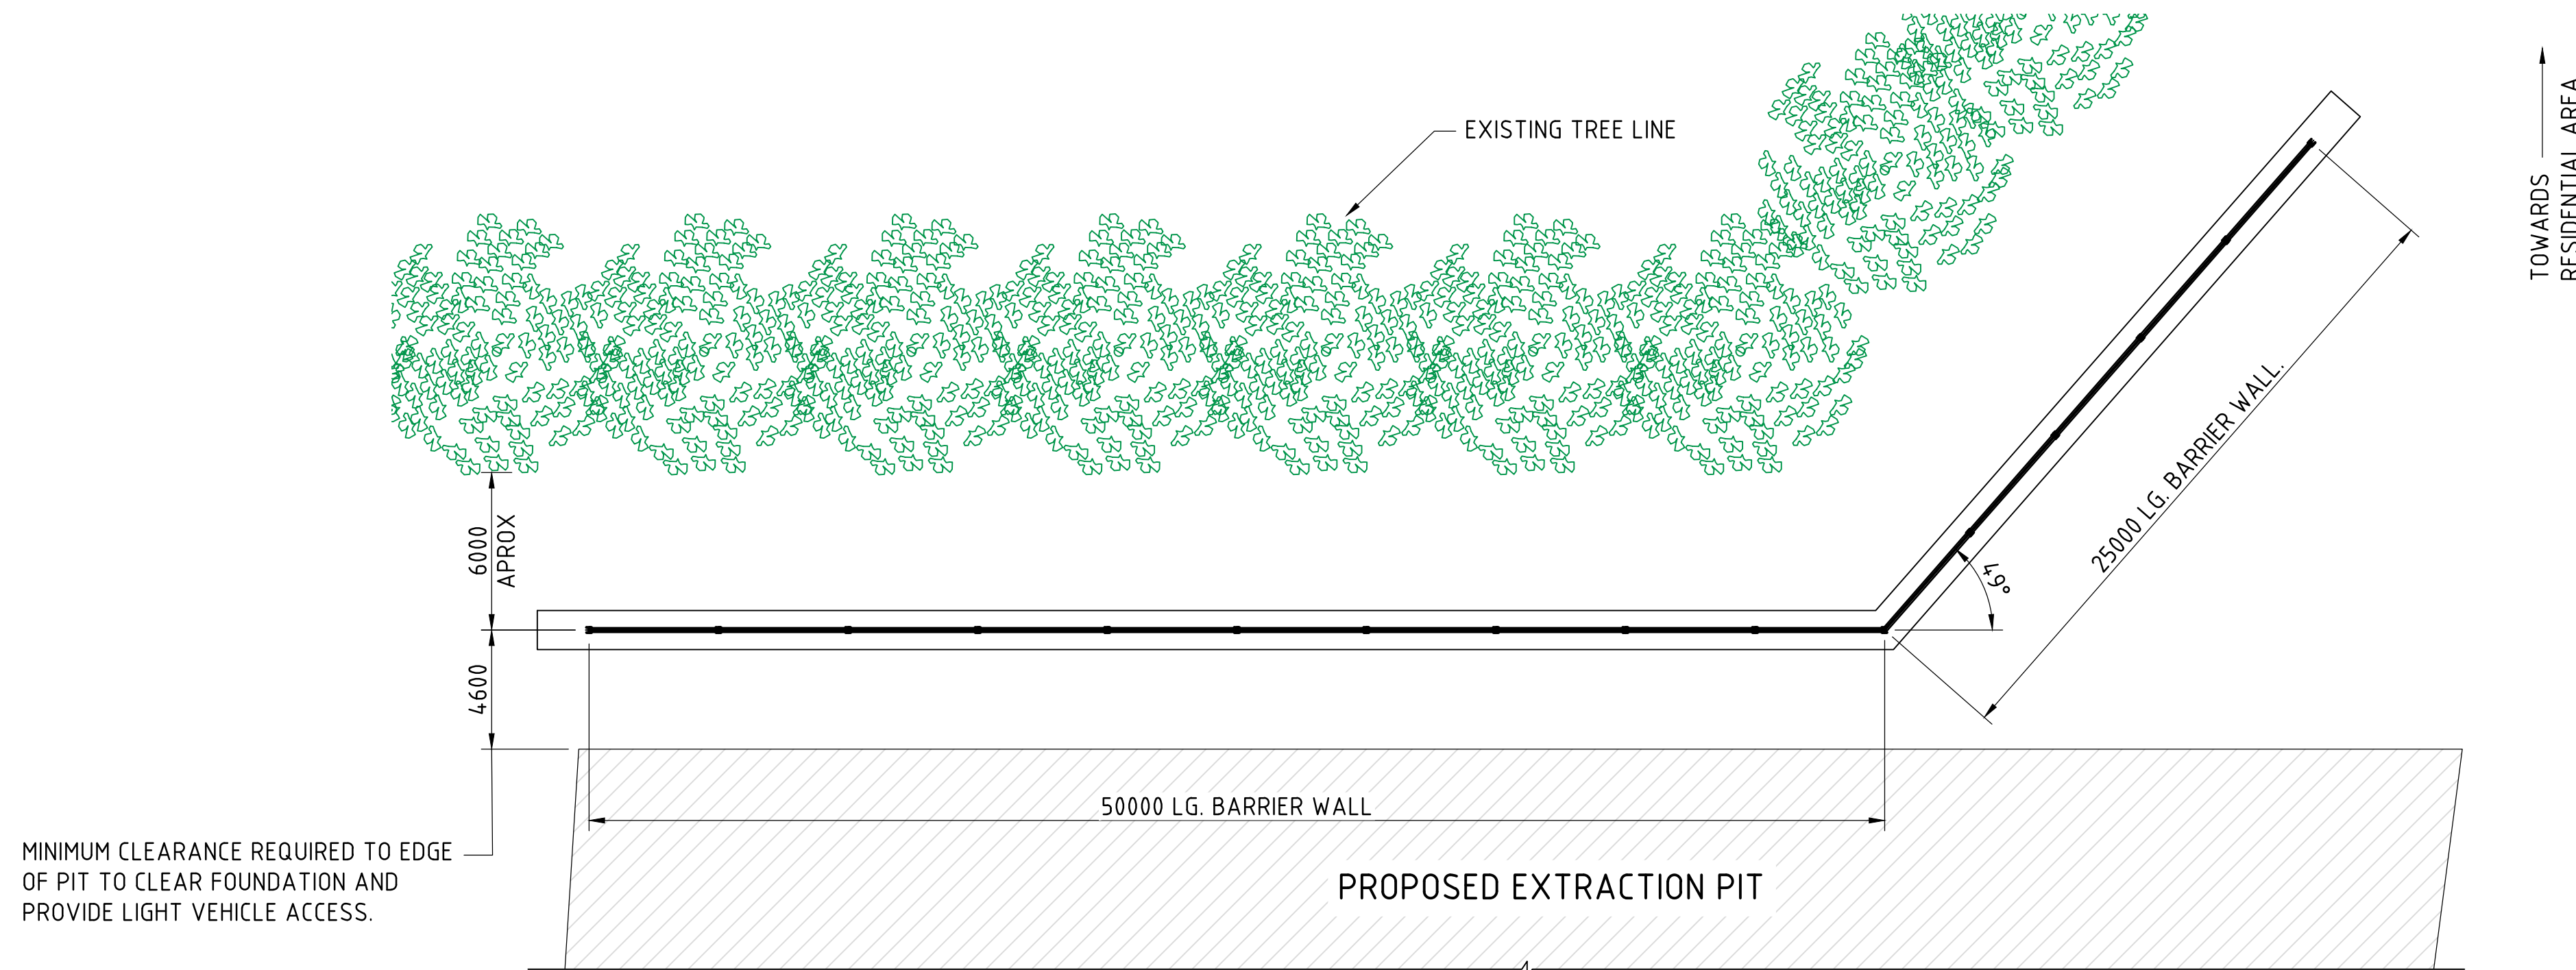 EXISTING TREE LINE
TOWARDS
RESIDENTIAL AREA
6000
APROX
4600
49°
25000 LG. BARRIER WALL.
50000 LG. BARRIER WALL
MINIMUM CLEARANCE REQUIRED TO EDGE
OF PIT TO CLEAR FOUNDATION AND
PROVIDE LIGHT VEHICLE ACCESS.
PROPOSED EXTRACTION PIT